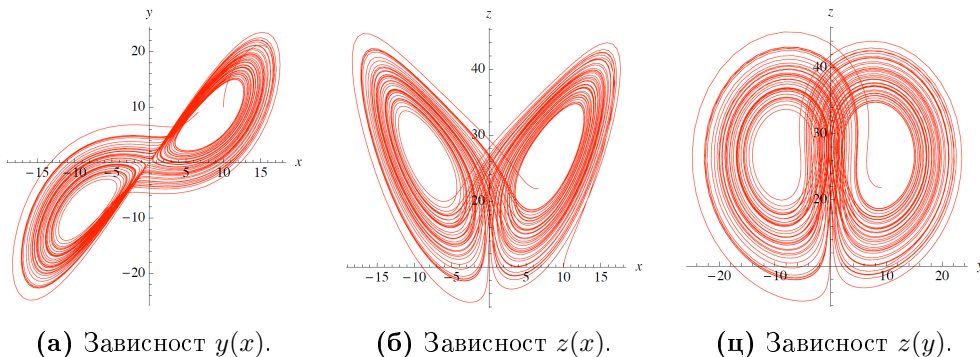 y
20
10
−10
−20
−15 −10 −5 5 10 15 x
z
40
30
20
−15 −10 −5 5 10 15 x
z
40
30
20
−20 −10 10 20 y
(а) Зависност y(x).
(б) Зависност z(x).
(ц) Зависност z(y).